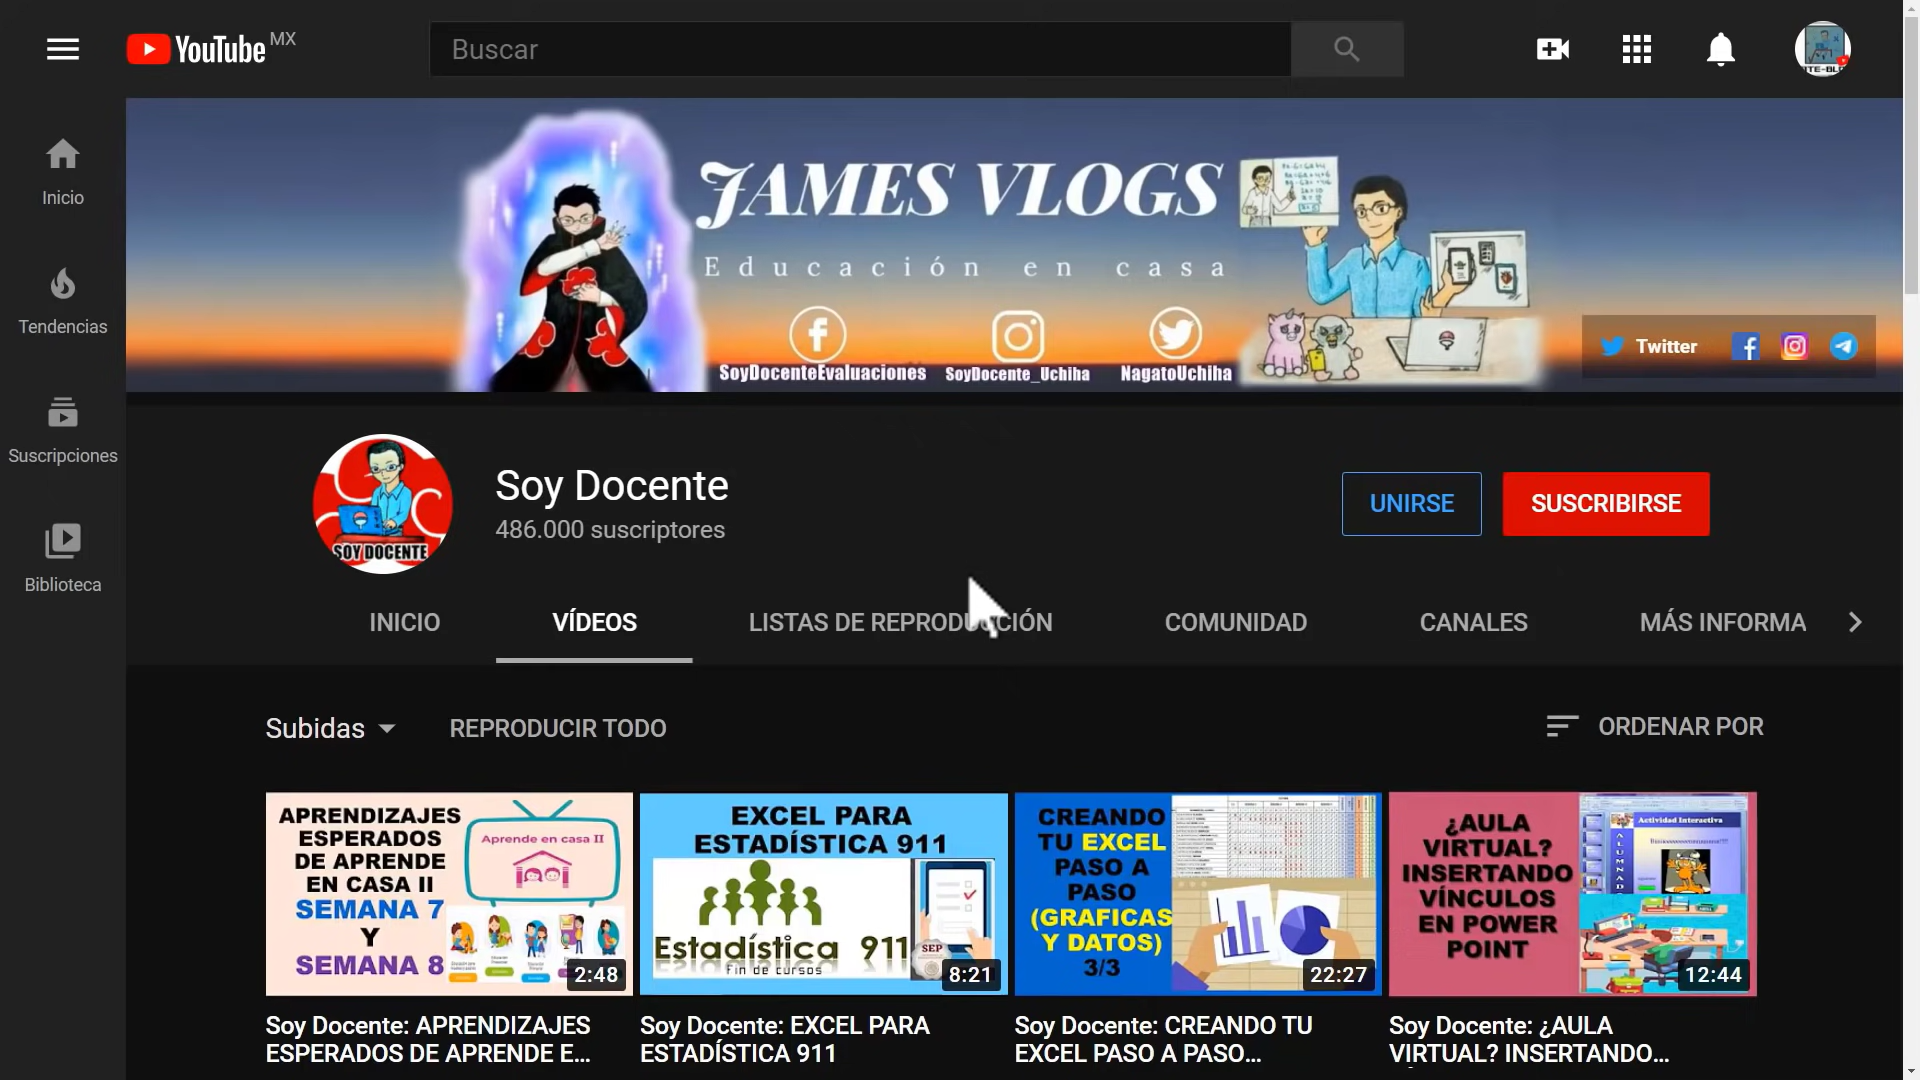 YouTube MX
Buscar
Inicio
Tendencias
Suscripciones
Biblioteca
JAMES VLOGS
Educación en casa
SoyDocenteEvaluaciones
SoyDocente_Uchiha
NagatoUchiha
Twitter
SOY DOCENTE
Soy Docente
486.000 suscriptores
UNIRSE
SUSCRIBIRSE
INICIO
VÍDEOS
LISTAS DE REPRODUCCIÓN
COMUNIDAD
CANALES
MÁS INFORMA
Subidas
REPRODUCIR TODO
ORDENAR POR
APRENDIZAJES
ESPERADOS
DE APRENDE
EN CASA II
SEMANA 7
Y
SEMANA 8
Aprende en casa II
2:48
EXCEL PARA
ESTADÍSTICA 911
Estadística 911
Fin de cursos
SEP
8:21
CREANDO
TU EXCEL
PASO A
PASO
(GRAFICAS
Y DATOS)
3/3
22:27
¿AULA
VIRTUAL?
INSERTANDO
VÍNCULOS
EN POWER
POINT
Actividad Interactiva
ALUMNAD
12:44
Soy Docente: APRENDIZAJES
ESPERADOS DE APRENDE E...
Soy Docente: EXCEL PARA
ESTADÍSTICA 911
Soy Docente: CREANDO TU
EXCEL PASO A PASO...
Soy Docente: ¿AULA
VIRTUAL? INSERTANDO...